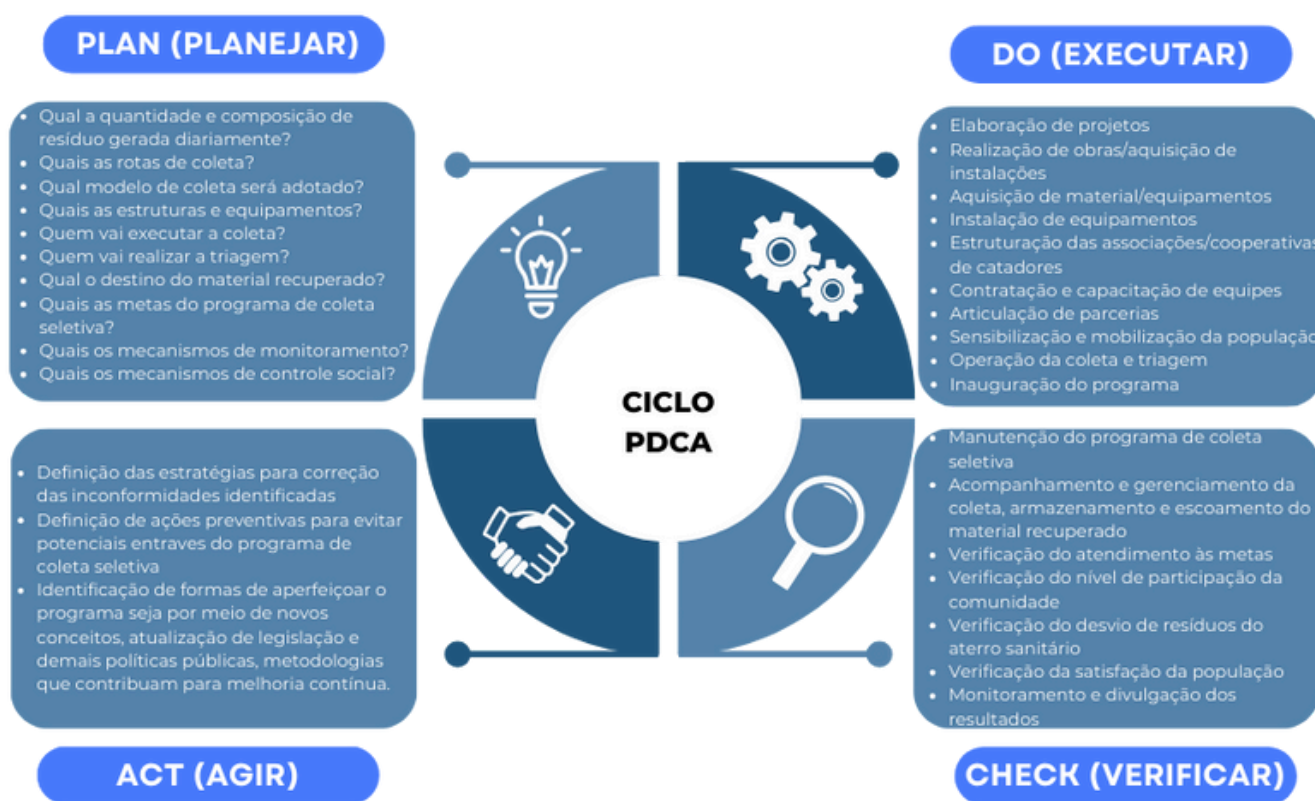 PLAN (PLANEJAR)
• Qual a quantidade e composição de
resíduo gerada diariamente?
• Quais as rotas de coleta?
• Qual modelo de coleta será adotado?
• Quais as estruturas e equipamentos?
• Quem vai executar a coleta?
• Quem vai realizar a triagem?
• Qual o destino do material recuperado?
• Quais as metas do programa de coleta
seletiva?
• Quais os mecanismos de monitoramento?
• Quais os mecanismos de controle social?
DO (EXECUTAR)
• Elaboração de projetos
• Realização de obras/aquisição de
instalações
• Aquisição de material/equipamentos
• Instalação de equipamentos
• Estruturação das associações/cooperativas
de catadores
• Contratação e capacitação de equipes
• Articulação de parcerias
• Sensibilização e mobilização da população
• Operação da coleta e triagem
• Inauguração do programa
CICLO
PDCA
• Definição das estratégias para correção
das inconformidades identificadas
• Definição de ações preventivas para evitar
potenciais entraves do programa de
coleta seletiva
• Identificação de formas de aperfeiçoar o
programa seja por meio de novos
conceitos, atualização de legislação e
demais políticas públicas, metodologias
que contribuam para melhoria contínua.
ACT (AGIR)
• Manutenção do programa de coleta
seletiva
• Acompanhamento e gerenciamento da
coleta, armazenamento e escoamento do
material recuperado
• Verificação do atendimento às metas
• Verificação do nível de participação da
comunidade
• Verificação do desvio de resíduos do
aterro sanitário
• Verificação da satisfação da população
• Monitoramento e divulgação dos
resultados
CHECK (VERIFICAR)